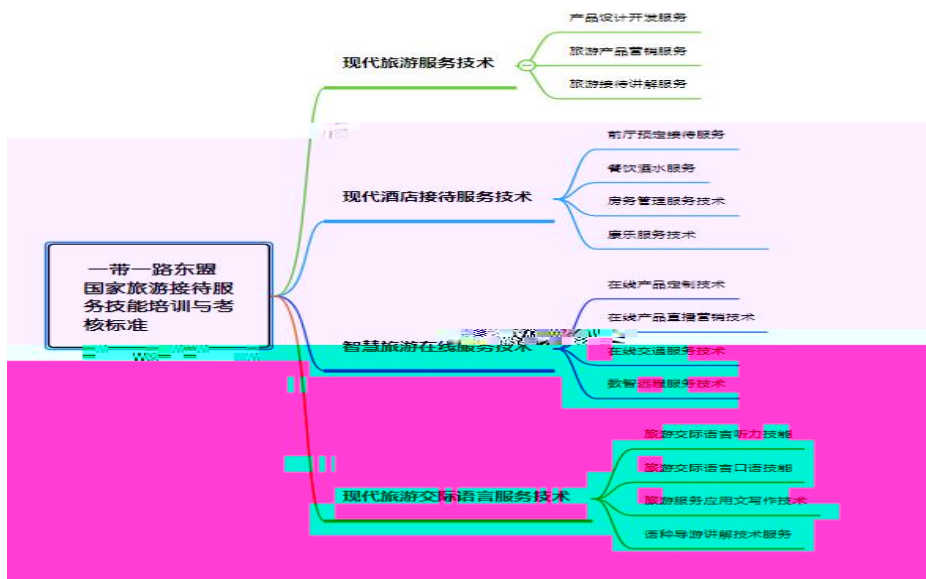 一带一路东盟
国家旅游接待服
务技能培训与考
核标准
现代旅游服务技术
产品设计开发服务
旅游产品营销服务
旅游接待讲解服务
现代酒店接待服务技术
前厅预定接待服务
餐饮酒水服务
房务管理服务技术
康乐服务技术
智慧旅游在线服务技术
在线产品定制技术
在线产品直播营销技术
在线交通服务技术
数智远程服务技术
现代旅游交际语言服务技术
旅游交际语言听力技能
旅游交际语言口语技能
旅游服务应用文写作技术
语种导游讲解技术服务